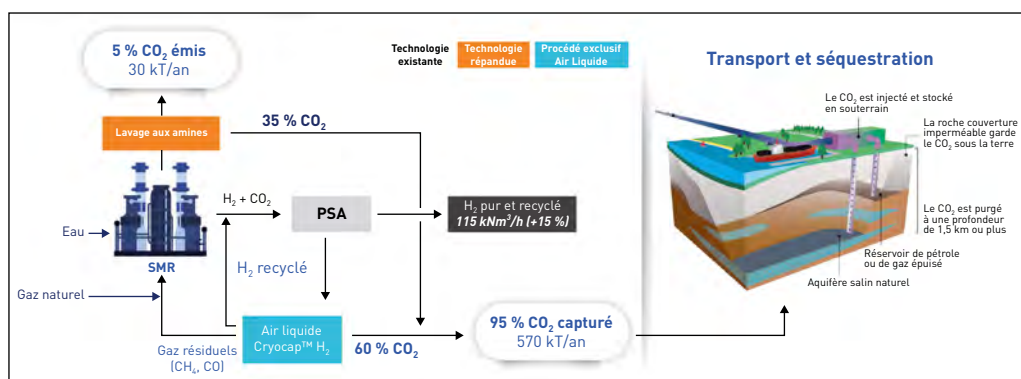 5 % CO₂ émis
30 kT/an
Technologie
existante
Technologie
répandue
Procédé exclusif
Air Liquide
Lavage aux amines
35 % CO₂
H₂ + CO₂
PSA
H₂ pur et recyclé
115 kNm³/h (+15 %)
Eau
SMR
H₂ recyclé
Gaz naturel
Gaz résiduels
(CH₄, CO)
Air liquide
Cryocap™ H₂
60 % CO₂
95 % CO₂ capturé
570 kT/an
Transport et séquestration
Le CO₂ est injecté et stocké
en souterrain
La roche couverture
imperméable garde
le CO₂ sous la terre
Le CO₂ est purgé
à une profondeur
de 1,5 km ou plus
Réservoir de pétrole
ou de gaz épuisé
Aquifère salin naturel